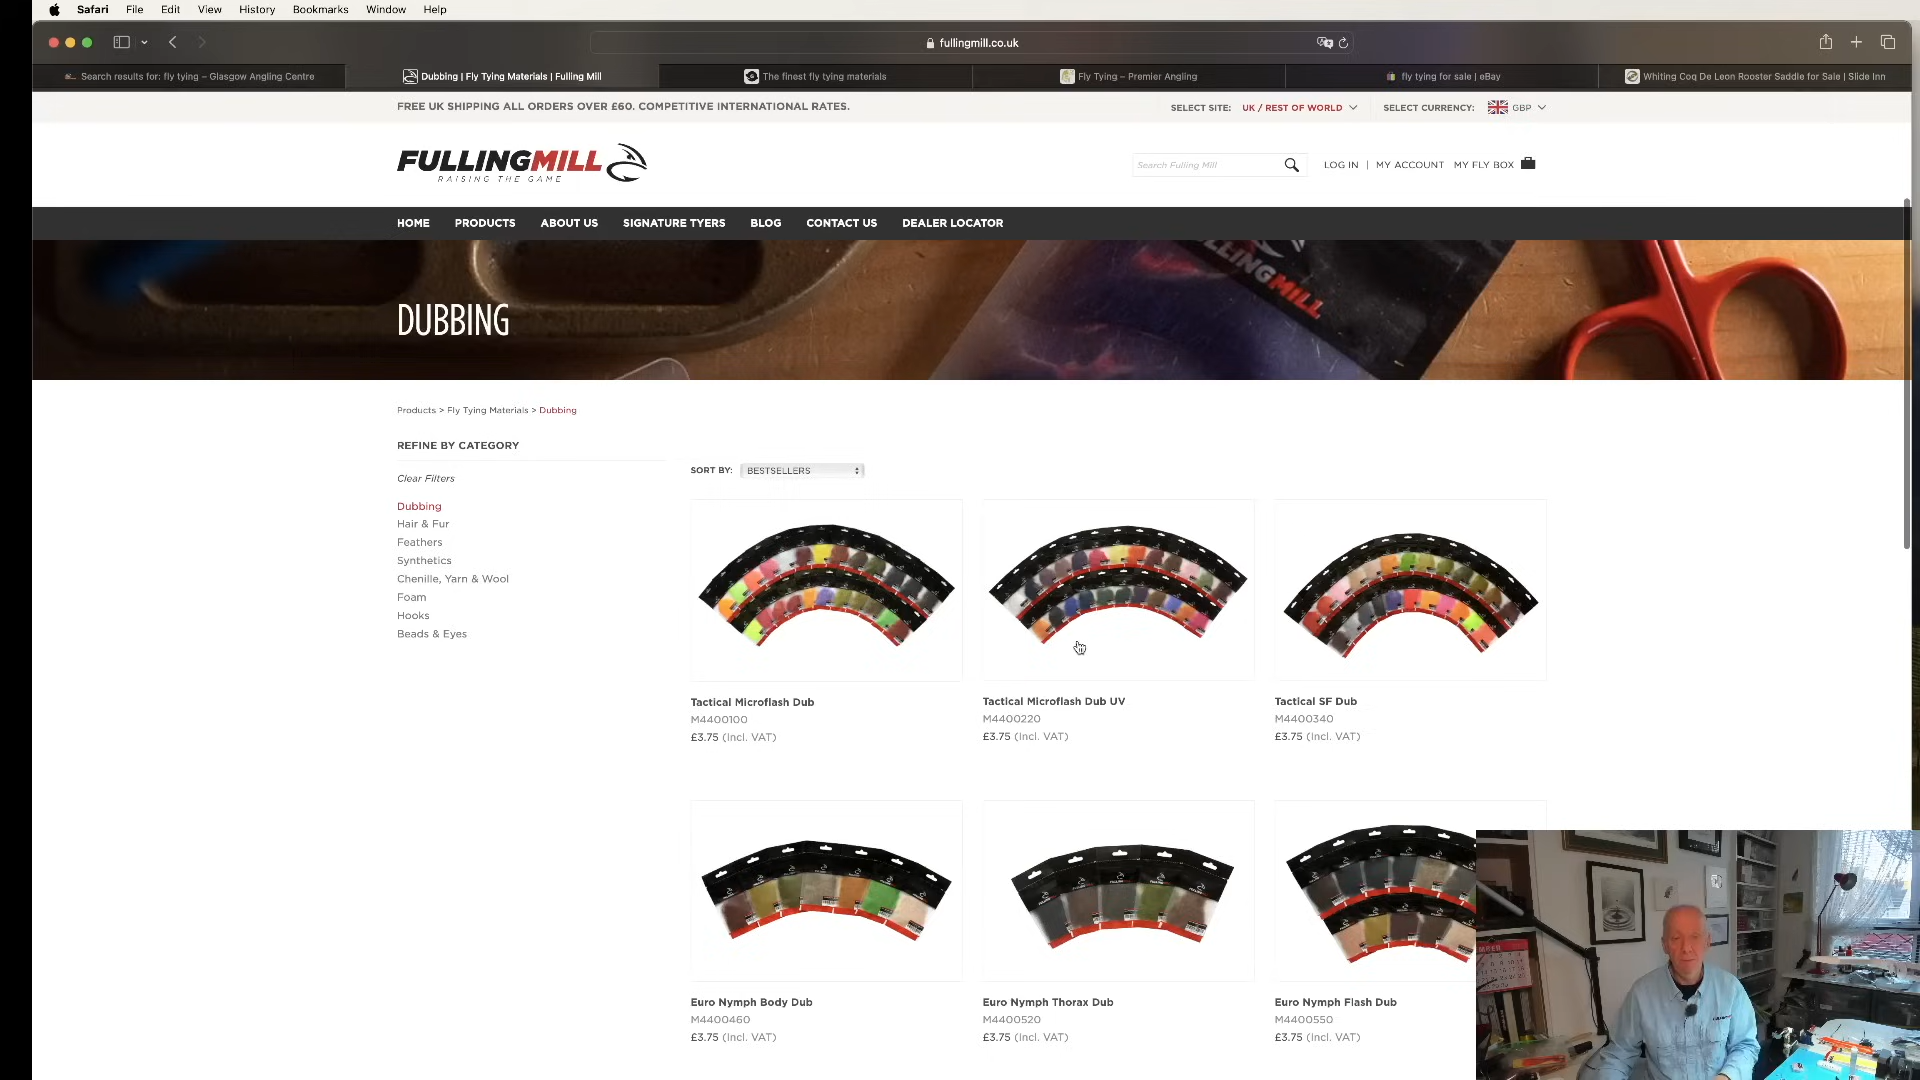 Safari File Edit View History Bookmarks Window Help
fullingmill.co.uk
Search results for: fly tying – Glasgow Angling Centre
Dubbing | Fly Tying Materials | Fulling Mill
The finest fly tying materials
Fly Tying – Premier Angling
fly tying for sale | eBay
Whiting Coq De Leon Rooster Saddle for Sale | Slide Inn
FREE UK SHIPPING ALL ORDERS OVER £60. COMPETITIVE INTERNATIONAL RATES.
SELECT SITE: UK / REST OF WORLD
SELECT CURRENCY: GBP
FULLINGMILL
RAISING THE GAME
Search Fulling Mill
LOG IN | MY ACCOUNT MY FLY BOX
HOME PRODUCTS ABOUT US SIGNATURE TYERS BLOG CONTACT US DEALER LOCATOR
FULLINGMILL
DUBBING
Products > Fly Tying Materials > Dubbing
REFINE BY CATEGORY
Clear Filters
Dubbing
Hair & Fur
Feathers
Synthetics
Chenille, Yarn & Wool
Foam
Hooks
Beads & Eyes
SORT BY: BESTSELLERS
Tactical Microflash Dub
M4400100
£3.75 (Incl. VAT)
Tactical Microflash Dub UV
M4400220
£3.75 (Incl. VAT)
Tactical SF Dub
M4400340
£3.75 (Incl. VAT)
Euro Nymph Body Dub
M4400460
£3.75 (Incl. VAT)
Euro Nymph Thorax Dub
M4400520
£3.75 (Incl. VAT)
Euro Nymph Flash Dub
M4400550
£3.75 (Incl. VAT)